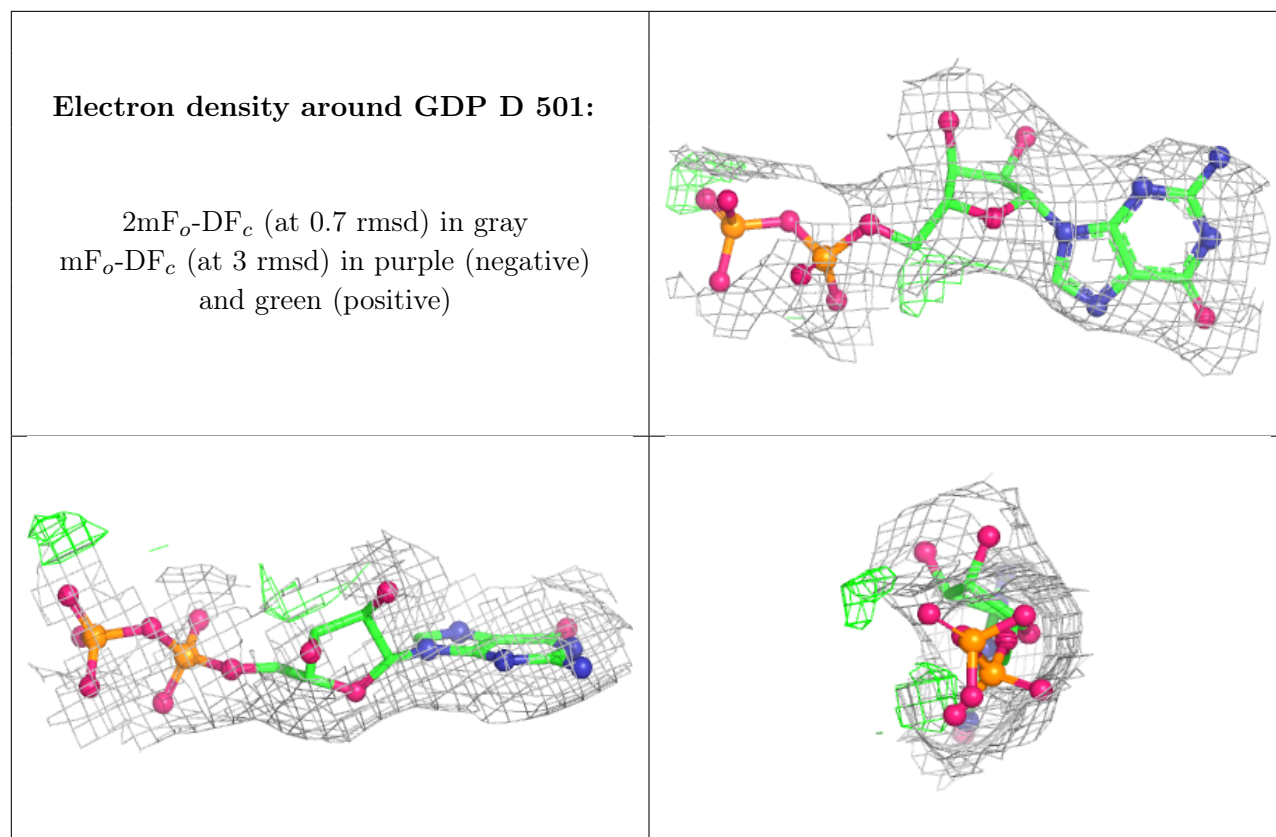 Electron density around GDP D 501:
2mFo-DFc (at 0.7 rmsd) in gray
mFo-DFc (at 3 rmsd) in purple (negative)
and green (positive)